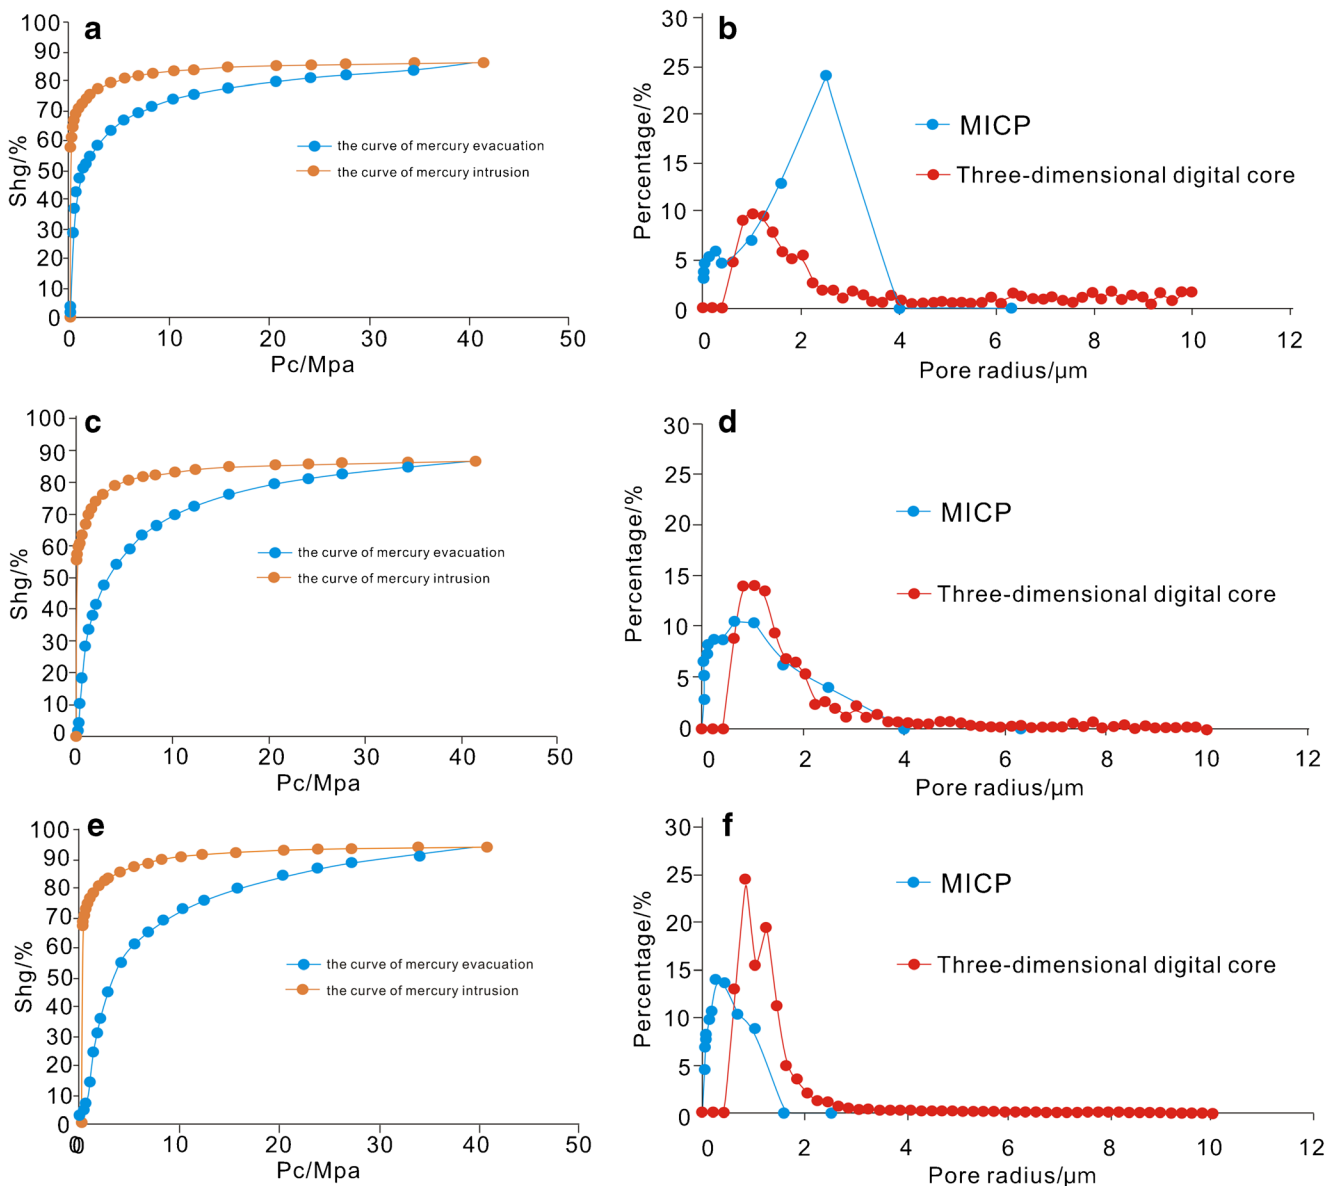 a
100
90
80
70
60
50
40
30
20
10
0
Shg/%
the curve of mercury evacuation
the curve of mercury intrusion
0 10 20 30 40 50
Pc/Mpa
b
30
25
20
15
10
5
0
Percentage/%
MICP
Three-dimensional digital core
0 2 4 6 8 10 12
Pore radius/μm
c
100
90
80
70
60
50
40
30
20
10
0
Shg/%
the curve of mercury evacuation
the curve of mercury intrusion
0 10 20 30 40 50
Pc/Mpa
d
30
25
20
15
10
5
0
Percentage/%
MICP
Three-dimensional digital core
0 2 4 6 8 10 12
Pore radius/μm
e
100
90
80
70
60
50
40
30
20
10
0
Shg/%
the curve of mercury evacuation
the curve of mercury intrusion
0 10 20 30 40 50
Pc/Mpa
f
30
25
20
15
10
5
0
Percentage/%
MICP
Three-dimensional digital core
0 2 4 6 8 10 12
Pore radius/μm